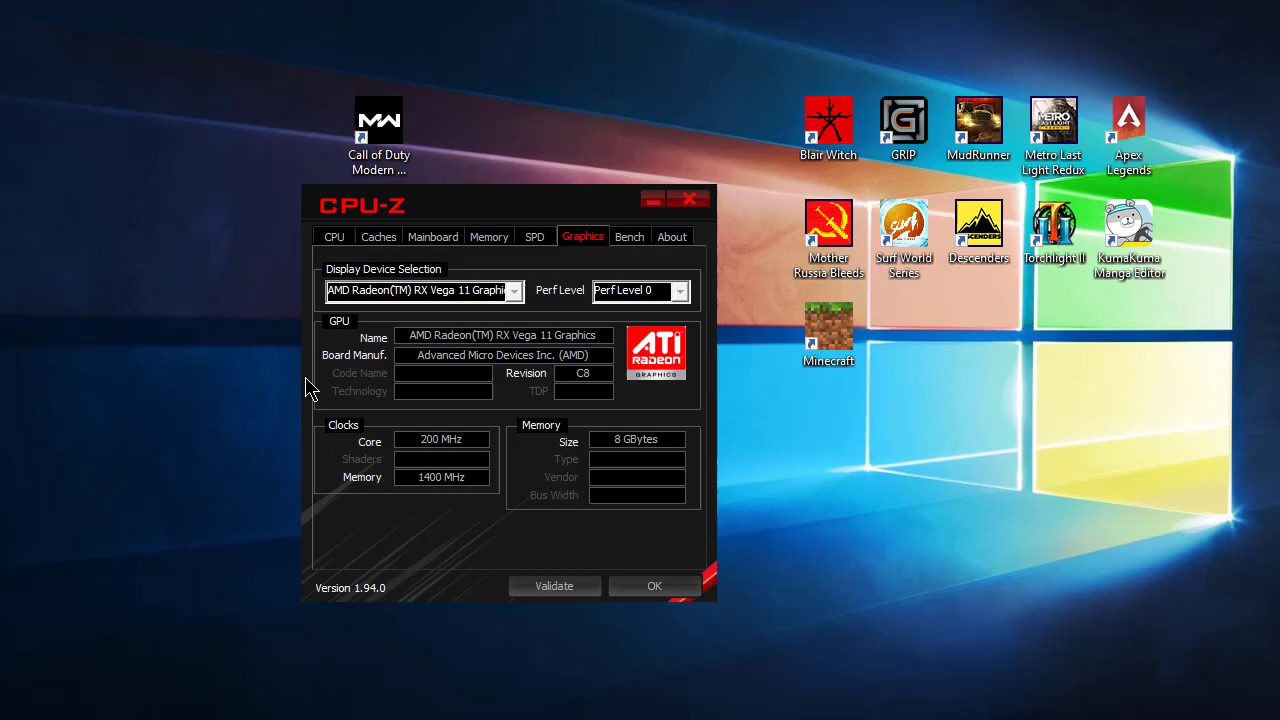 MW
Call of Duty
Modern ...
Blair Witch
GRIP
MudRunner
METRO
LAST LIGHT
Metro Last
Light Redux
Apex
Legends
Mother
Russia Bleeds
Surf
Surf World
Series
Descenders
Torchlight II
KumaKuma
Manga Editor
Minecraft
CPU-Z
CPU Caches Mainboard Memory SPD Graphics Bench About
Display Device Selection
AMD Radeon(TM) RX Vega 11 Graphi Perf Level Perf Level 0
GPU
Name AMD Radeon(TM) RX Vega 11 Graphics
Board Manuf. Advanced Micro Devices Inc. (AMD)
Code Name Revision C8
Technology TDP
ATI
RADEON
GRAPHICS
Clocks
Core 200 MHz
Shaders
Memory 1400 MHz
Memory
Size 8 GBytes
Type
Vendor
Bus Width
Version 1.94.0 Validate OK